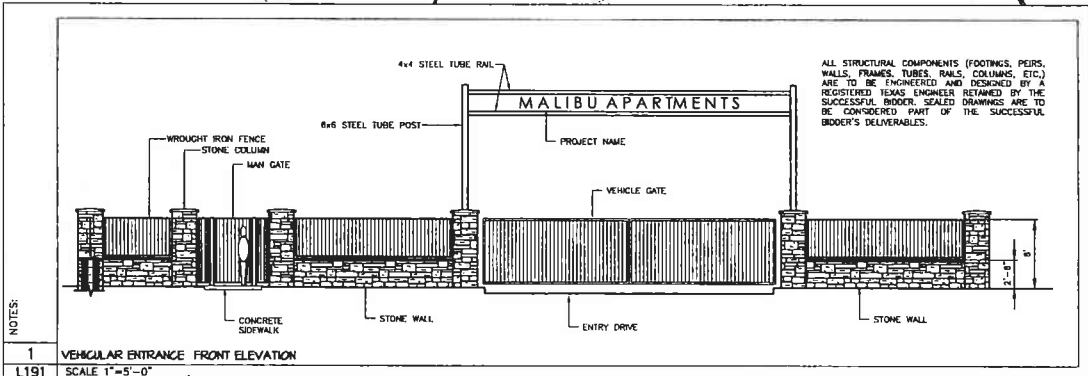 4x4 STEEL TUBE RAIL
MALIBU APARTMENTS
6x6 STEEL TUBE POST
PROJECT NAME
ALL STRUCTURAL COMPONENTS (FOOTINGS, PEIRS,
WALLS, FRAMES, TUBES, RAILS, COLUMNS, ETC,)
ARE TO BE ENGINEERED AND DESIGNED BY A
REGISTERED TEXAS ENGINEER RETAINED BY THE
SUCCESSFUL BIDDER. SEALED DRAWINGS ARE TO
BE CONSIDERED PART OF THE SUCCESSFUL
BIDDER'S DELIVERABLES.
WROUGHT IRON FENCE
STONE COLUMN
MAN GATE
VEHICLE GATE
2'-6"
6'
CONCRETE
SIDEWALK
STONE WALL
ENTRY DRIVE
STONE WALL
NOTES:
1 VEHICULAR ENTRANCE FRONT ELEVATION
L191 SCALE 1"=5'-0"